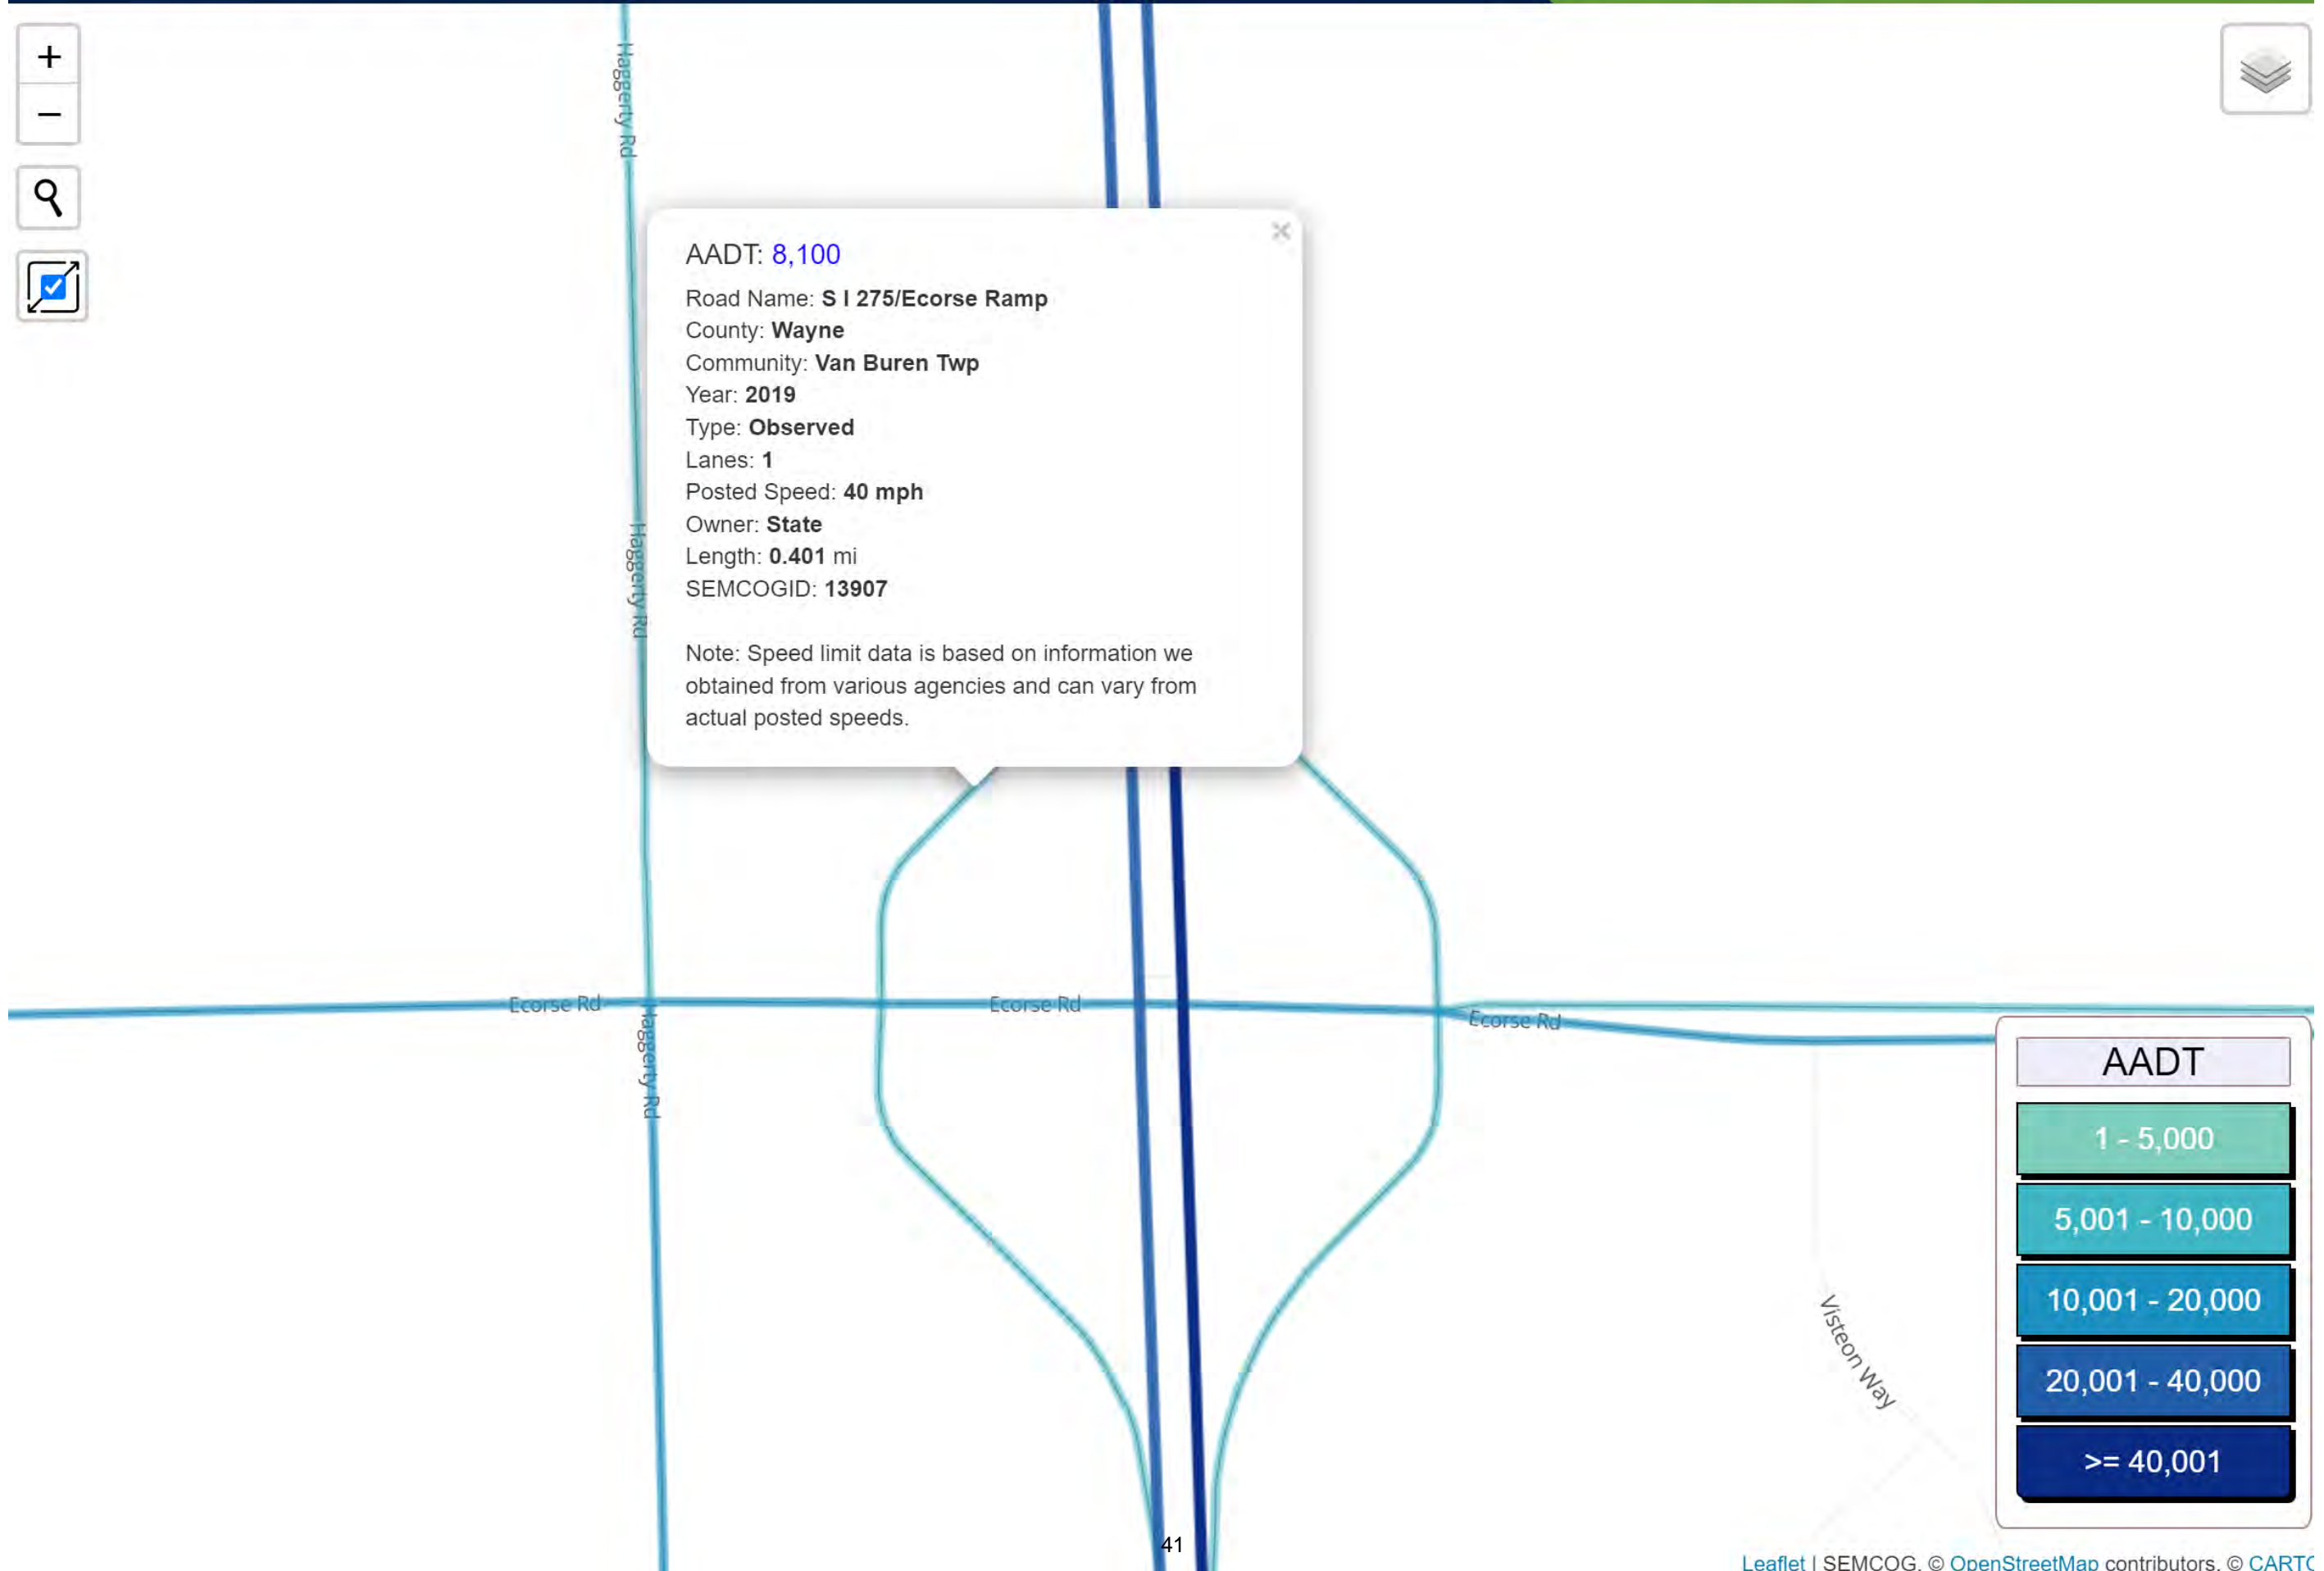 +
−
Haggerty Rd
AADT: 8,100
Road Name: S I 275/Ecorse Ramp
County: Wayne
Community: Van Buren Twp
Year: 2019
Type: Observed
Lanes: 1
Posted Speed: 40 mph
Owner: State
Length: 0.401 mi
SEMCOGID: 13907
Note: Speed limit data is based on information we
obtained from various agencies and can vary from
actual posted speeds.
Haggerty Rd
Ecorse Rd
Ecorse Rd
Ecorse Rd
Haggerty Rd
Visteon Way
AADT
1 - 5,000
5,001 - 10,000
10,001 - 20,000
20,001 - 40,000
>= 40,001
41
Leaflet | SEMCOG, © OpenStreetMap contributors, © CARTO